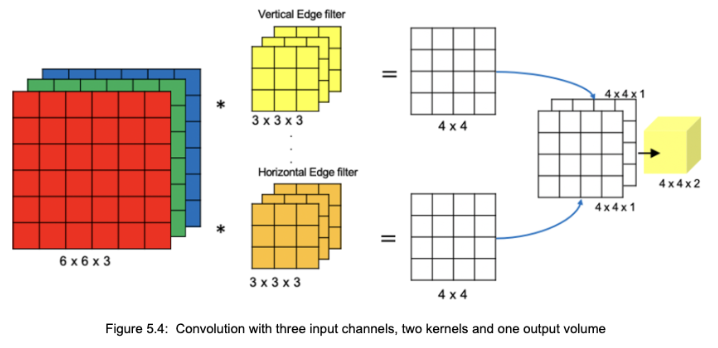 Vertical Edge filter
*
3 x 3 x 3
=
4 x 4
4 x 4 x 1
4 x 4 x 2
4 x 4 x 1
Horizontal Edge filter
6 x 6 x 3
*
3 x 3 x 3
=
4 x 4
Figure 5.4: Convolution with three input channels, two kernels and one output volume